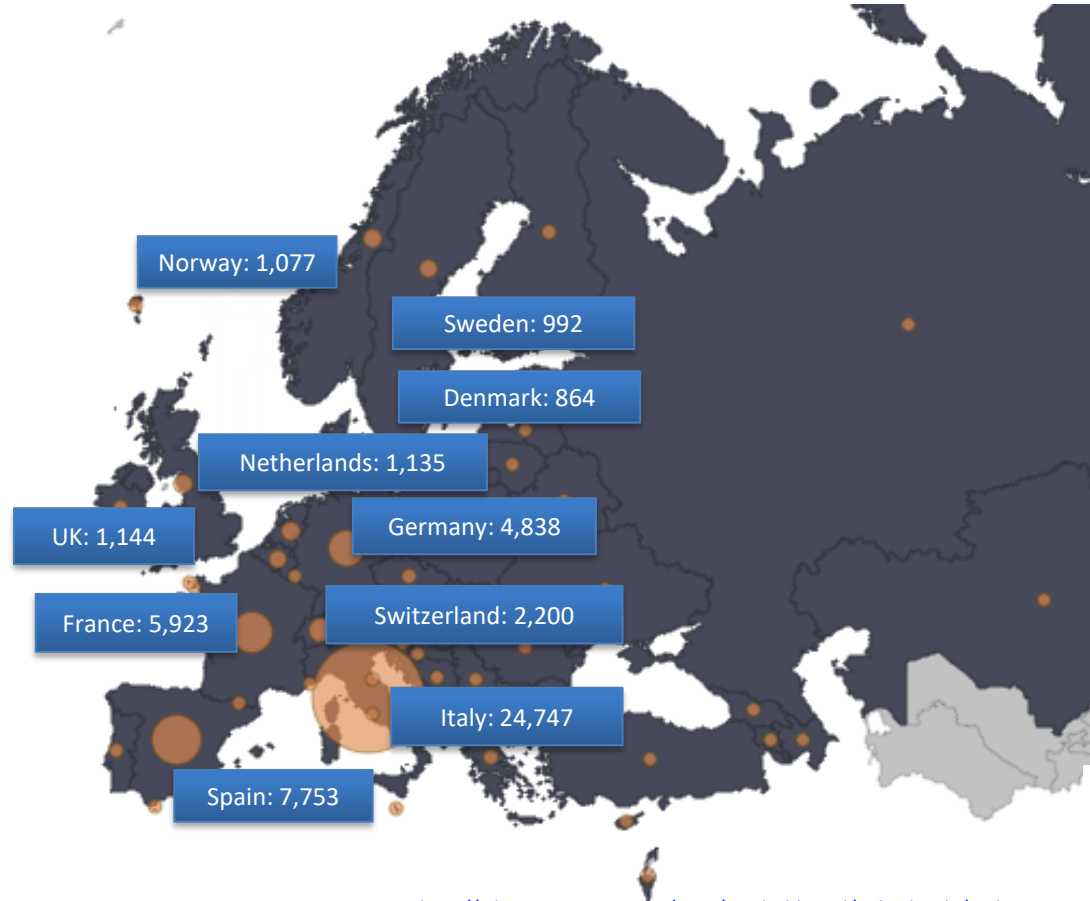 Norway: 1,077
Sweden: 992
Denmark: 864
Netherlands: 1,135
Germany: 4,838
UK: 1,144
Switzerland: 2,200
France: 5,923
Italy: 24,747
Spain: 7,753